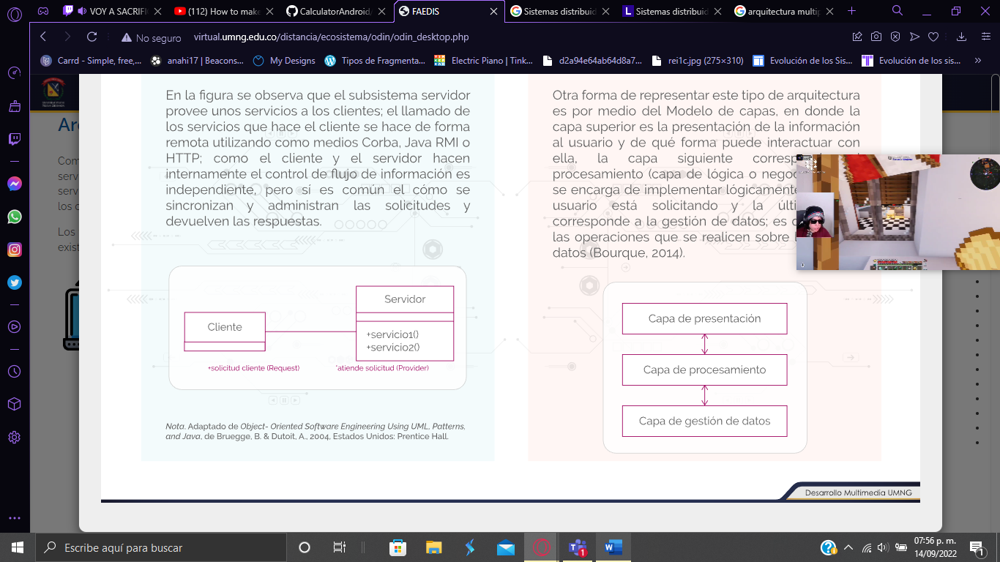 VOY A SACRIFI
(112) How to make
CalculatorAndroid/
FAEDIS
Sistemas distribuid
Sistemas distribuid
arquitectura multip
No seguro
virtual.umng.edu.co/distancia/ecosistema/odin/odin_desktop.php
Carrd - Simple, free,...
anahi17 | Beacons...
My Designs
Tipos de Fragmenta...
Electric Piano | Tink...
d2a94e64ab64d8a7...
rei1c.jpg (275×310)
Evolución de los Sis...
Evolución de los sis...
»
Ar
Com
serv
serv
los c
Los
exist
En la figura se observa que el subsistema servidor
provee unos servicios a los clientes; el llamado de
los servicios que hace el cliente se hace de forma
remota utilizando como medios Corba, Java RMI o
HTTP; como el cliente y el servidor hacen
internamente el control de flujo de información es
independiente, pero sí es común el cómo se
sincronizan y administran las solicitudes y
devuelven las respuestas.
Cliente
Servidor
+servicio1()
+servicio2()
+solicitud cliente (Request)
*atiende solicitud (Provider)
Nota. Adaptado de Object- Oriented Software Engineering Using UML, Patterns,
and Java, de Bruegge, B. & Dutoit, A., 2004, Estados Unidos: Prentice Hall.
Otra forma de representar este tipo de arquitectura
es por medio del Modelo de capas, en donde la
capa superior es la presentación de la información
al usuario y de qué forma puede interactuar con
ella, la capa siguiente corresp
procesamiento (capa de lógica o nego
se encarga de implementar lógicament
usuario está solicitando y la últi
corresponde a la gestión de datos; es d
las operaciones que se realicen sobre l
datos (Bourque, 2014).
Capa de presentación
Capa de procesamiento
Capa de gestión de datos
Desarrollo Multimedia UMNG
Escribe aquí para buscar
1
07:56 p. m.
14/09/2022
1